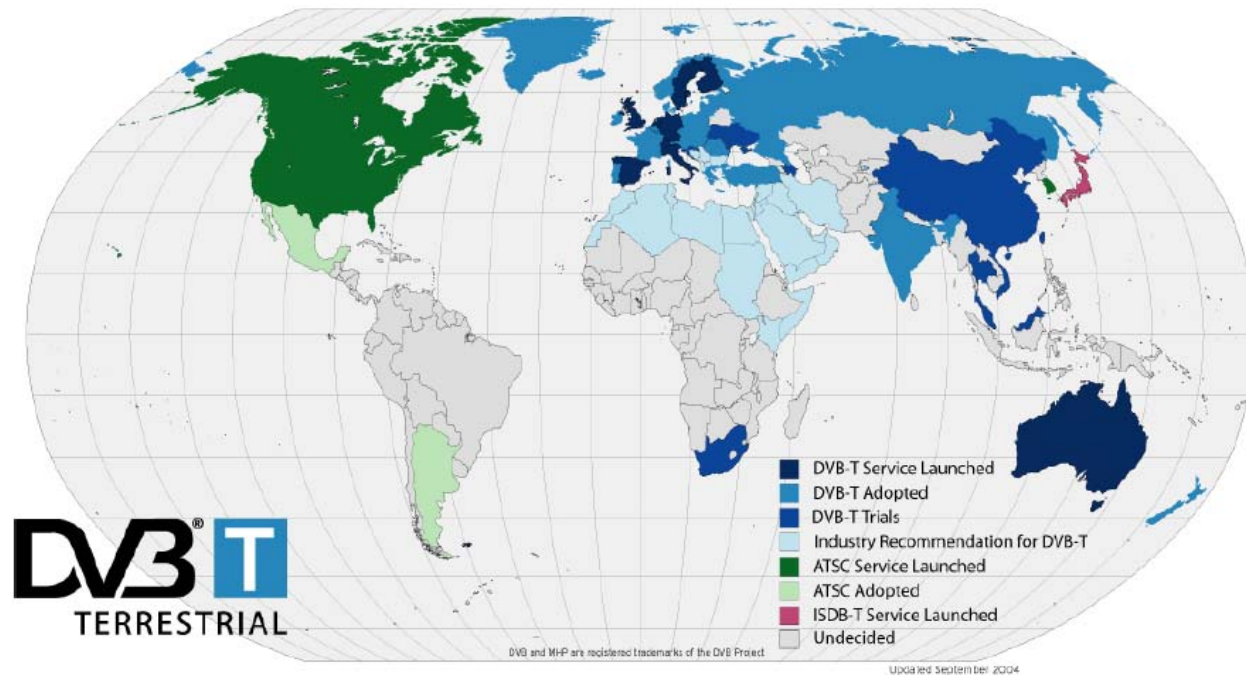 DVB-T Service Launched
DVB-T Adopted
DVB-T Trials
Industry Recommendation for DVB-T
ATSC Service Launched
ATSC Adopted
ISDB-T Service Launched
Undecided
DVB® T
TERRESTRIAL
DVB and MHP are registered trademarks of the DVB Project
Updated September 2004